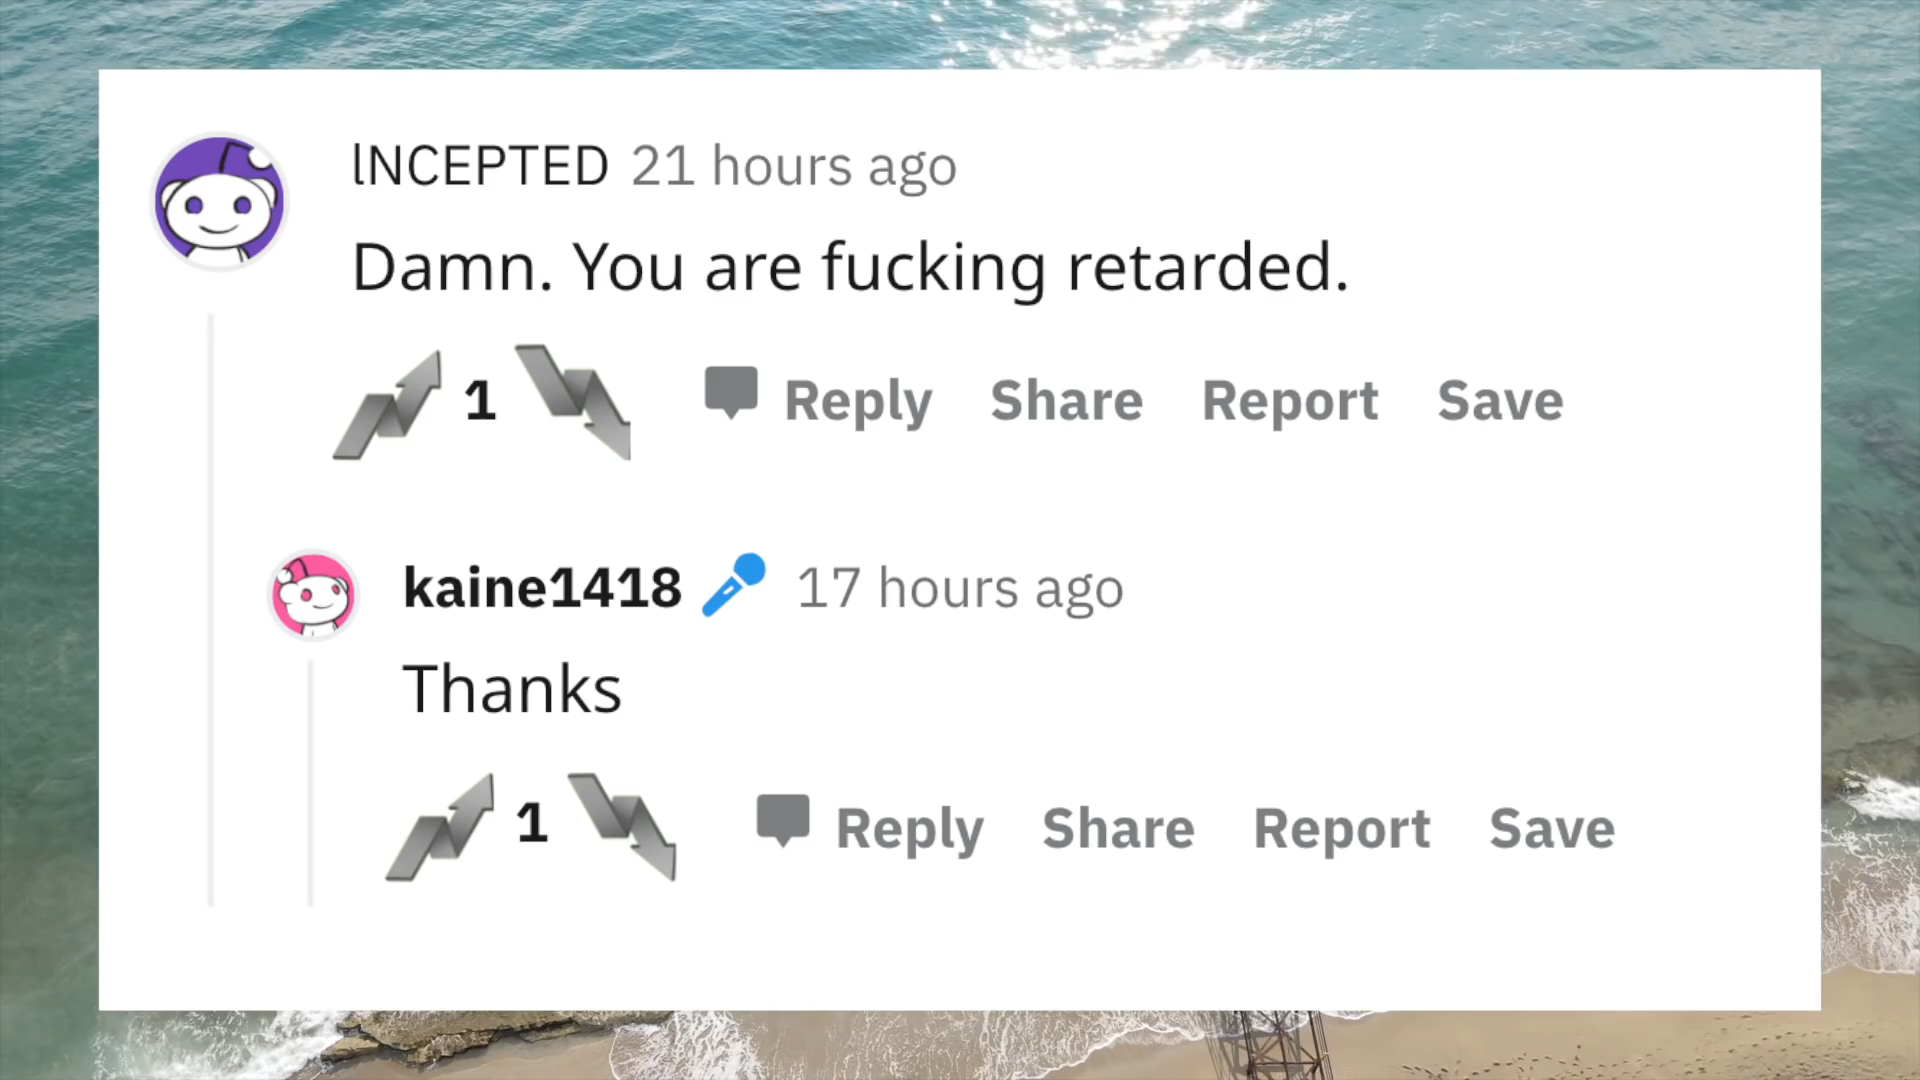 lNCEPTED 21 hours ago
Damn. You are fucking retarded.
1 Reply Share Report Save
kaine1418 17 hours ago
Thanks
1 Reply Share Report Save